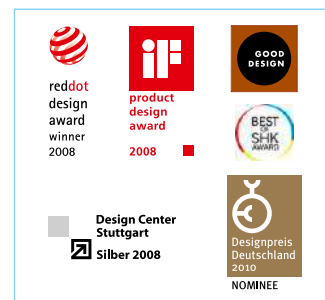 reddot
design
award
winner
2008
iF
product
design
award
2008
GOOD
DESIGN
BEST
OF
SHK
AWARD
Design Center
Stuttgart
Silber 2008
Designpreis
Deutschland
2010
NOMINEE